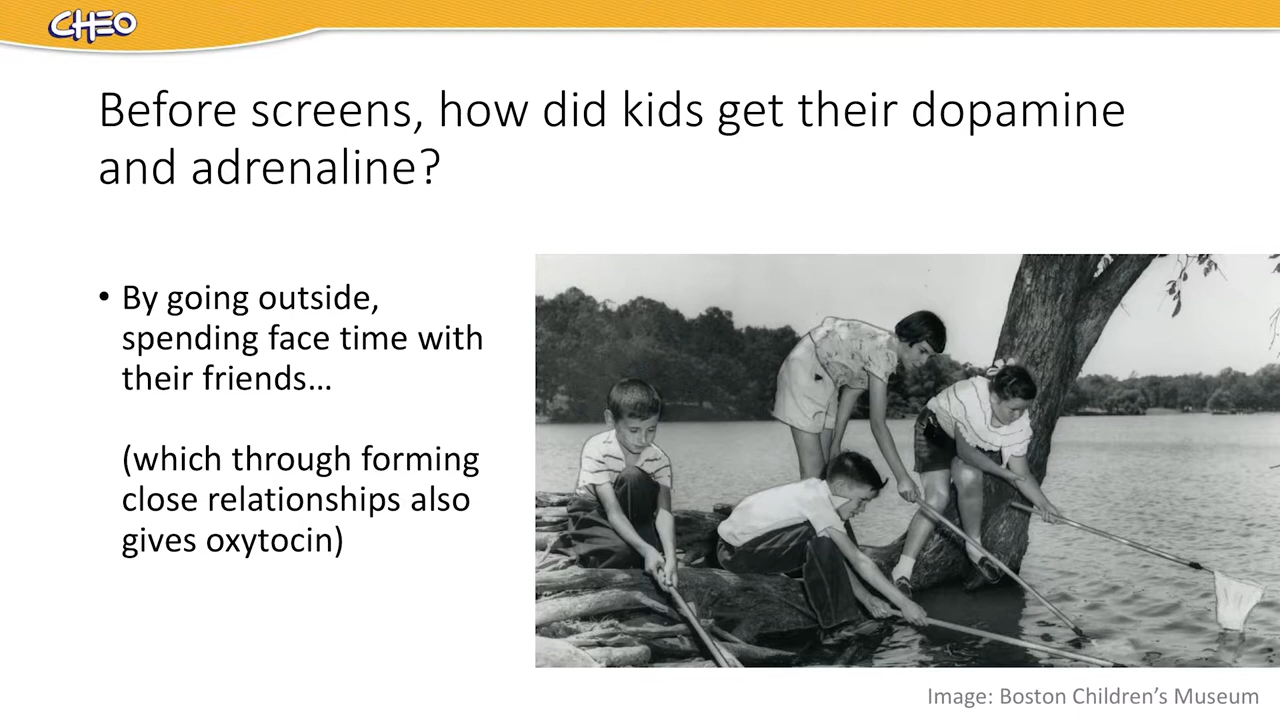 CHEO
Before screens, how did kids get their dopamine
and adrenaline?
• By going outside,
spending face time with
their friends...
(which through forming
close relationships also
gives oxytocin)
Image: Boston Children’s Museum